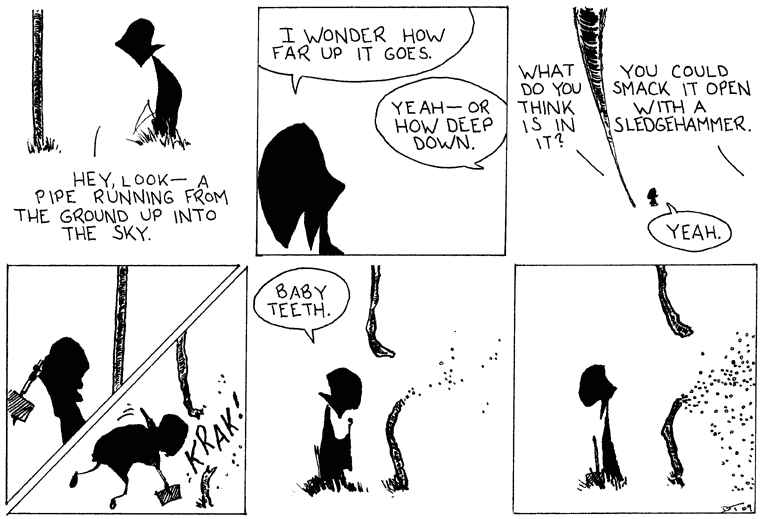 HEY, LOOK— A
PIPE RUNNING FROM
THE GROUND UP INTO
THE SKY.
I WONDER HOW
FAR UP IT GOES.
YEAH— OR
HOW DEEP
DOWN.
WHAT
DO YOU
THINK
IS IN
IT?
YOU COULD
SMACK IT OPEN
WITH A
SLEDGEHAMMER.
YEAH.
KRAK!
BABY
TEETH.